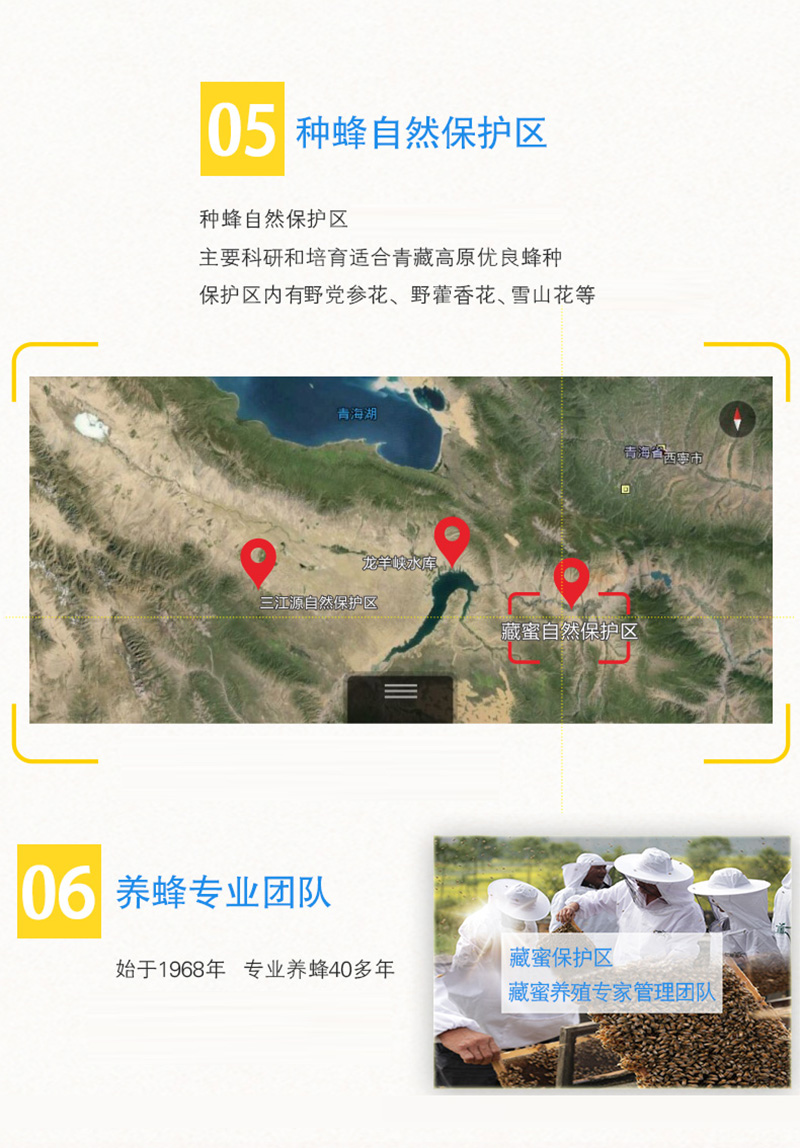 05
种蜂自然保护区
种蜂自然保护区
主要科研和培育适合青藏高原优良蜂种
保护区内有野党参花、野藿香花、雪山花等
青海湖
青海省
西宁市
龙羊峡水库
三江源自然保护区
藏蜜自然保护区
06
养蜂专业团队
始于1968年 专业养蜂40多年
藏蜜保护区
藏蜜养殖专家管理团队